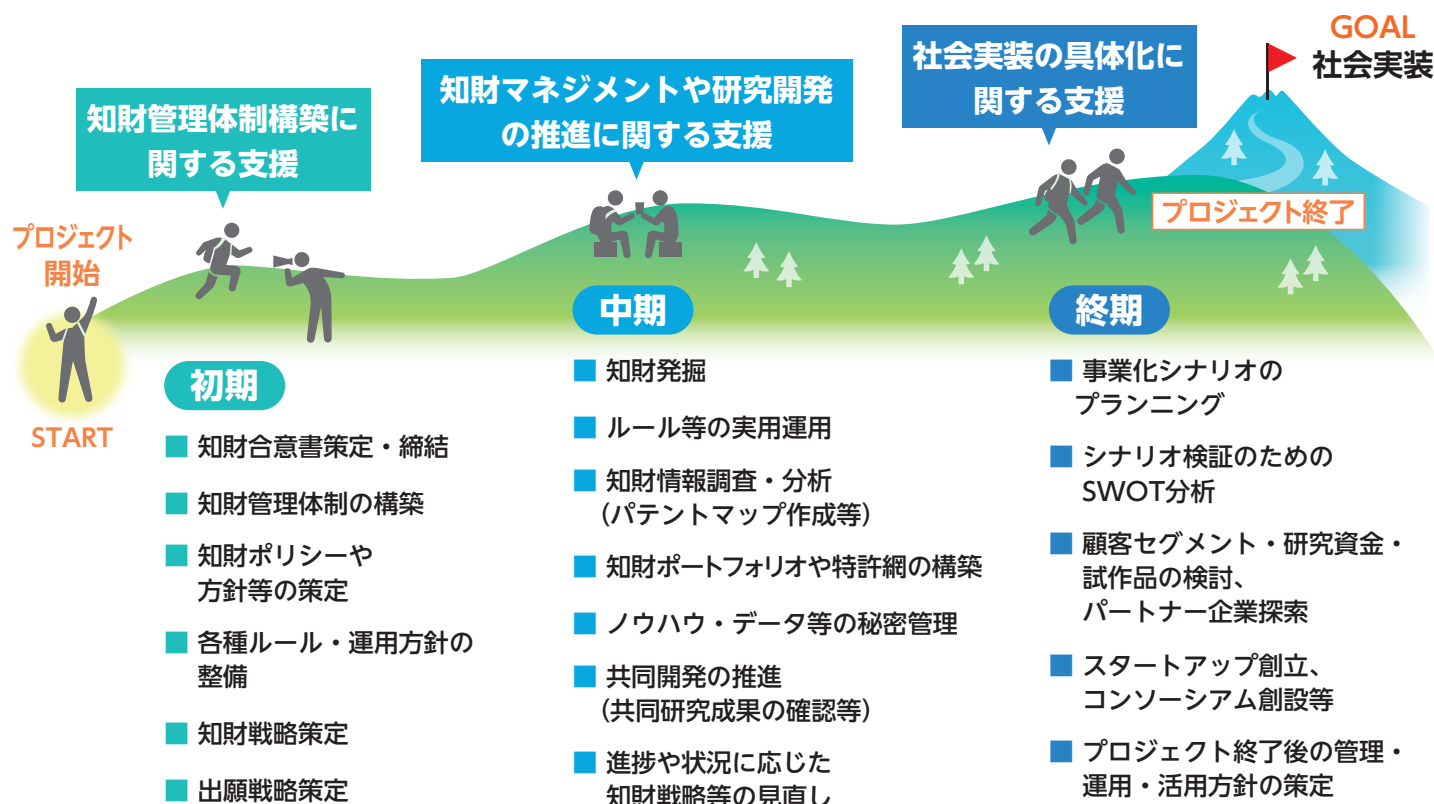 GOAL
社会実装
社会実装の具体化に
関する支援
知財マネジメントや研究開発
の推進に関する支援
知財管理体制構築に
関する支援
プロジェクト
開始
START
プロジェクト終了
初期
■ 知財合意書策定・締結
■ 知財管理体制の構築
■ 知財ポリシーや
方針等の策定
■ 各種ルール・運用方針の
整備
■ 知財戦略策定
■ 出願戦略策定
中期
■ 知財発掘
■ ルール等の実用運用
■ 知財情報調査・分析
（パテントマップ作成等）
■ 知財ポートフォリオや特許網の構築
■ ノウハウ・データ等の秘密管理
■ 共同開発の推進
（共同研究成果の確認等）
■ 進捗や状況に応じた
知財戦略等の見直し
終期
■ 事業化シナリオの
プランニング
■ シナリオ検証のための
SWOT分析
■ 顧客セグメント・研究資金・
試作品の検討、
パートナー企業探索
■ スタートアップ創立、
コンソーシアム創設等
■ プロジェクト終了後の管理・
運用・活用方針の策定